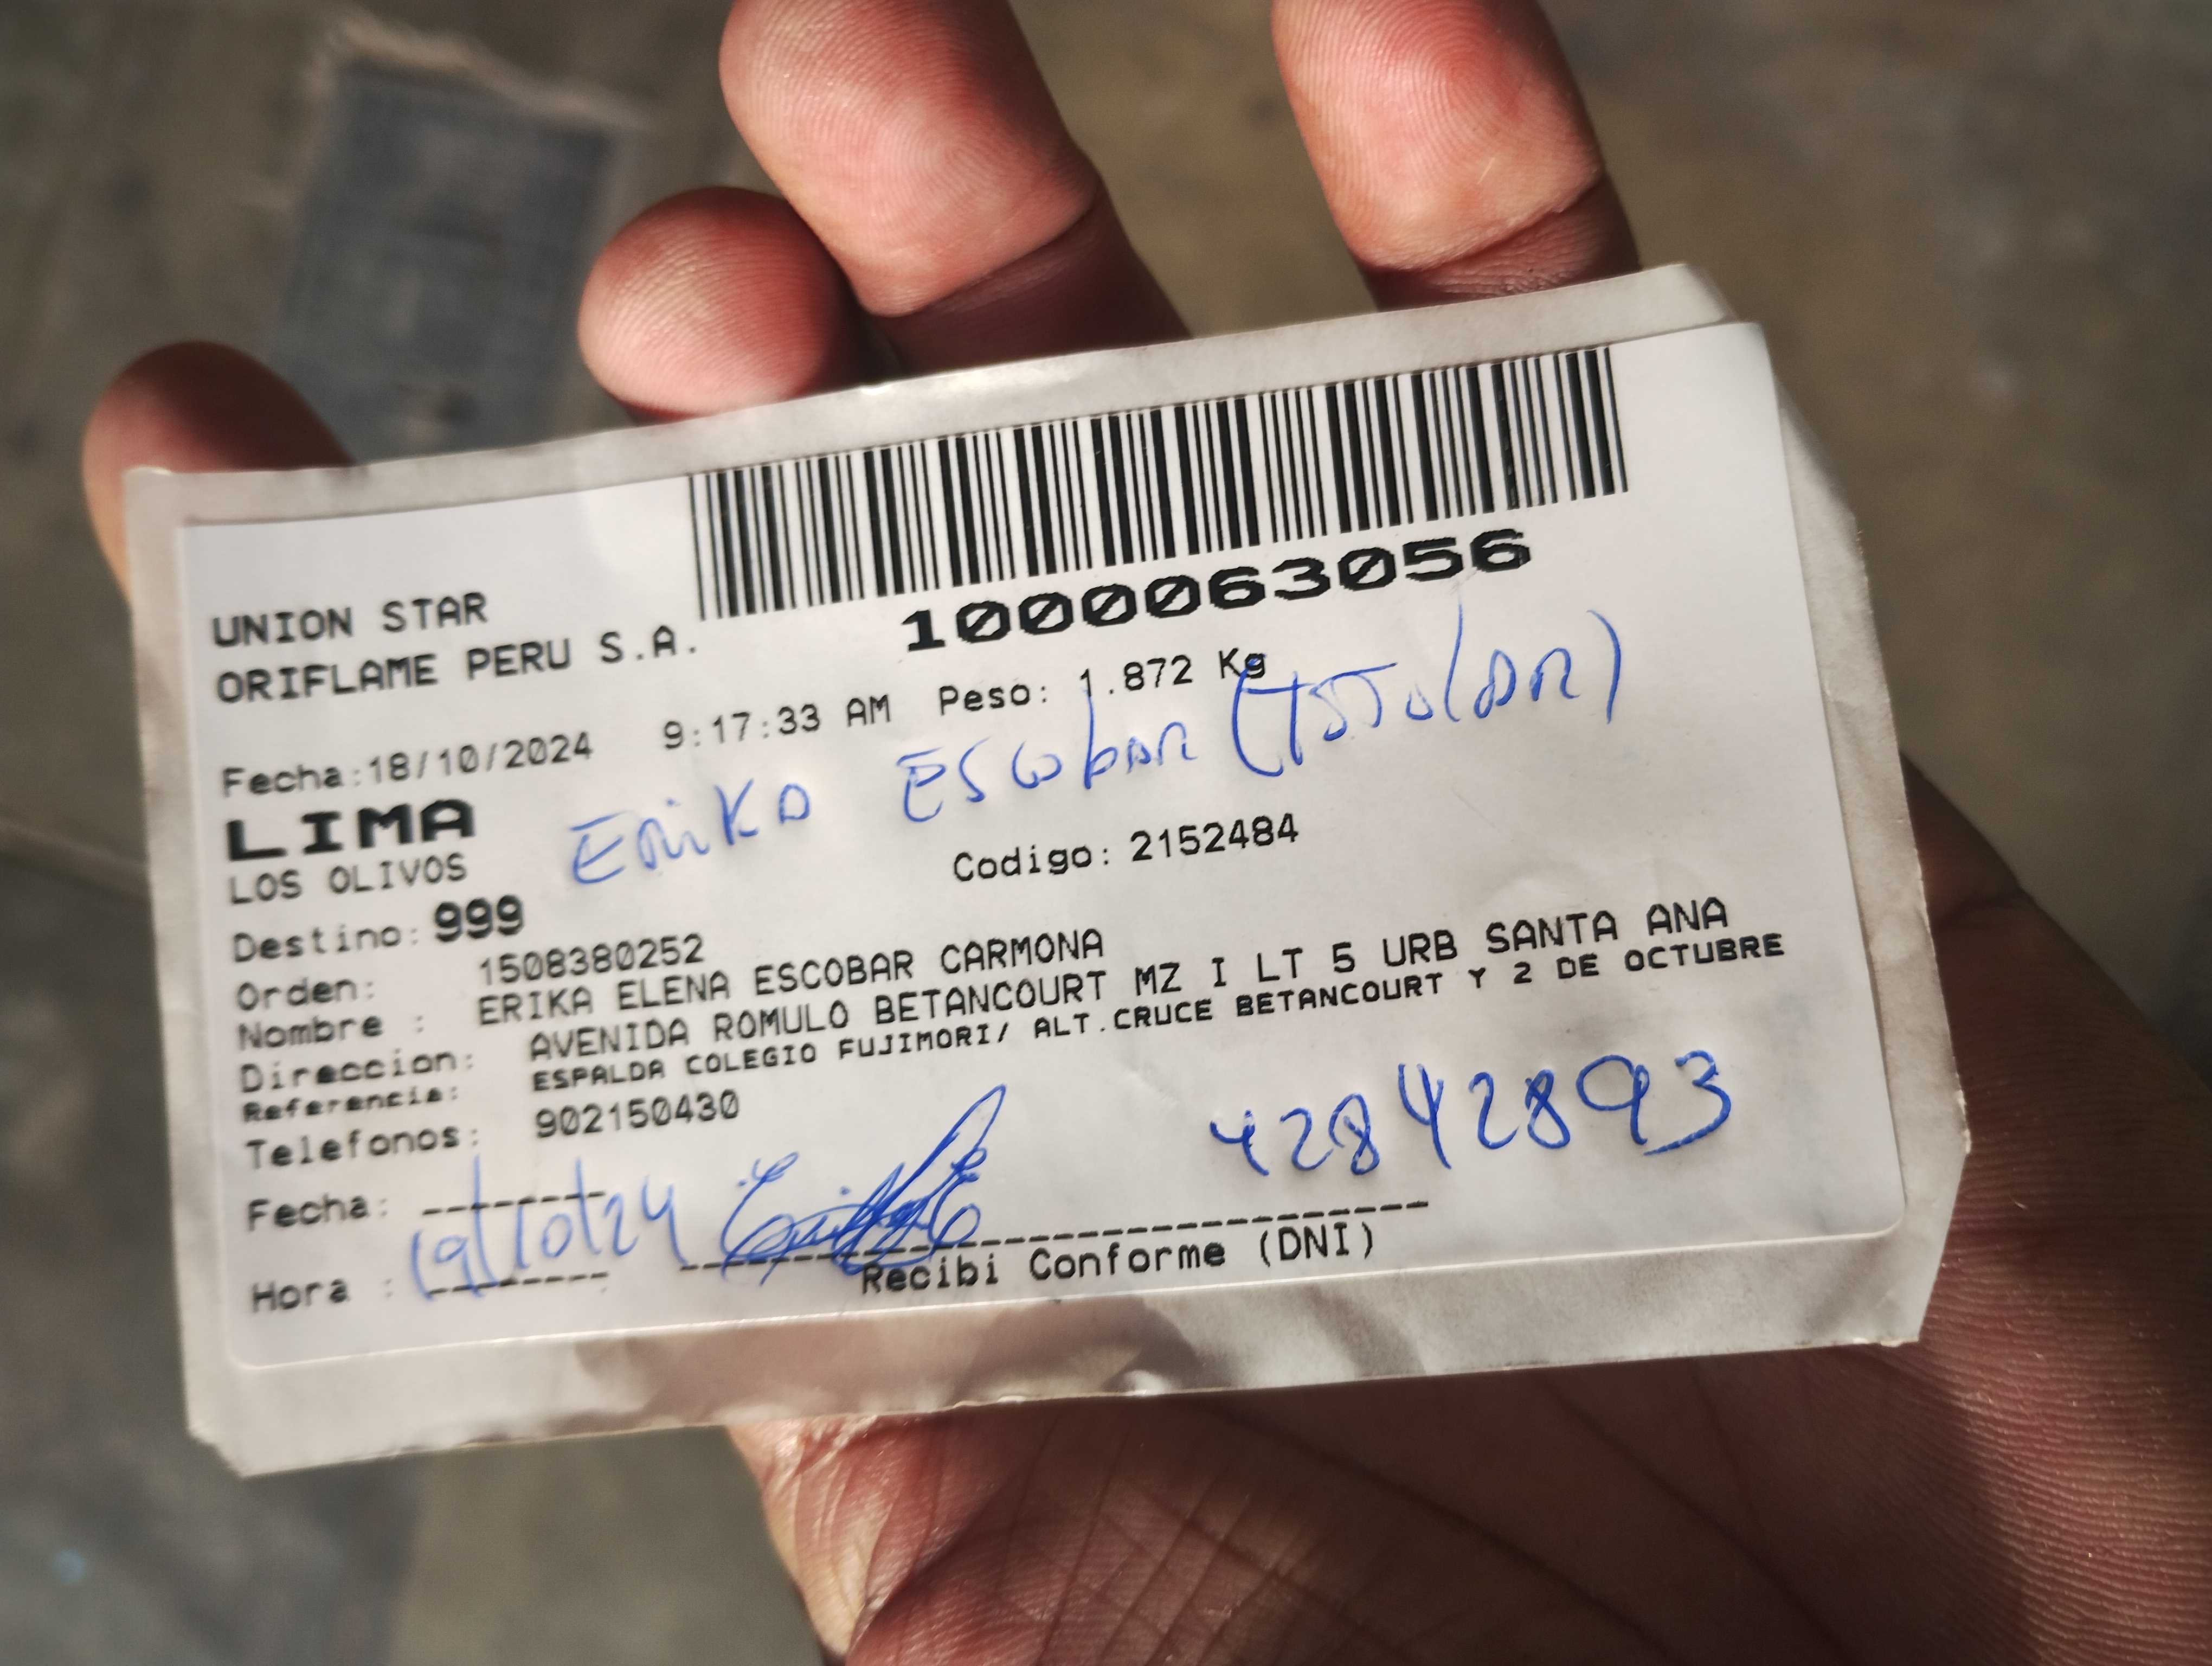 1000063056
UNION STAR
ORIFLAME PERU S.A.
Fecha:18/10/2024 9:17:33 AM Peso: 1.872 Kg
LIMA
Erika Escobar (titular)
LOS OLIVOS
Codigo: 2152484
Destino: 999
Orden: 1508380252
Nombre : ERIKA ELENA ESCOBAR CARMONA
Direccion: AVENIDA ROMULO BETANCOURT MZ I LT 5 URB SANTA ANA
Referencia: ESPALDA COLEGIO FUJIMORI/ ALT.CRUCE BETANCOURT Y 2 DE OCTUBRE
Telefonos: 902150430
42842893
Fecha: 19/10/24
Hora :
Recibi Conforme (DNI)